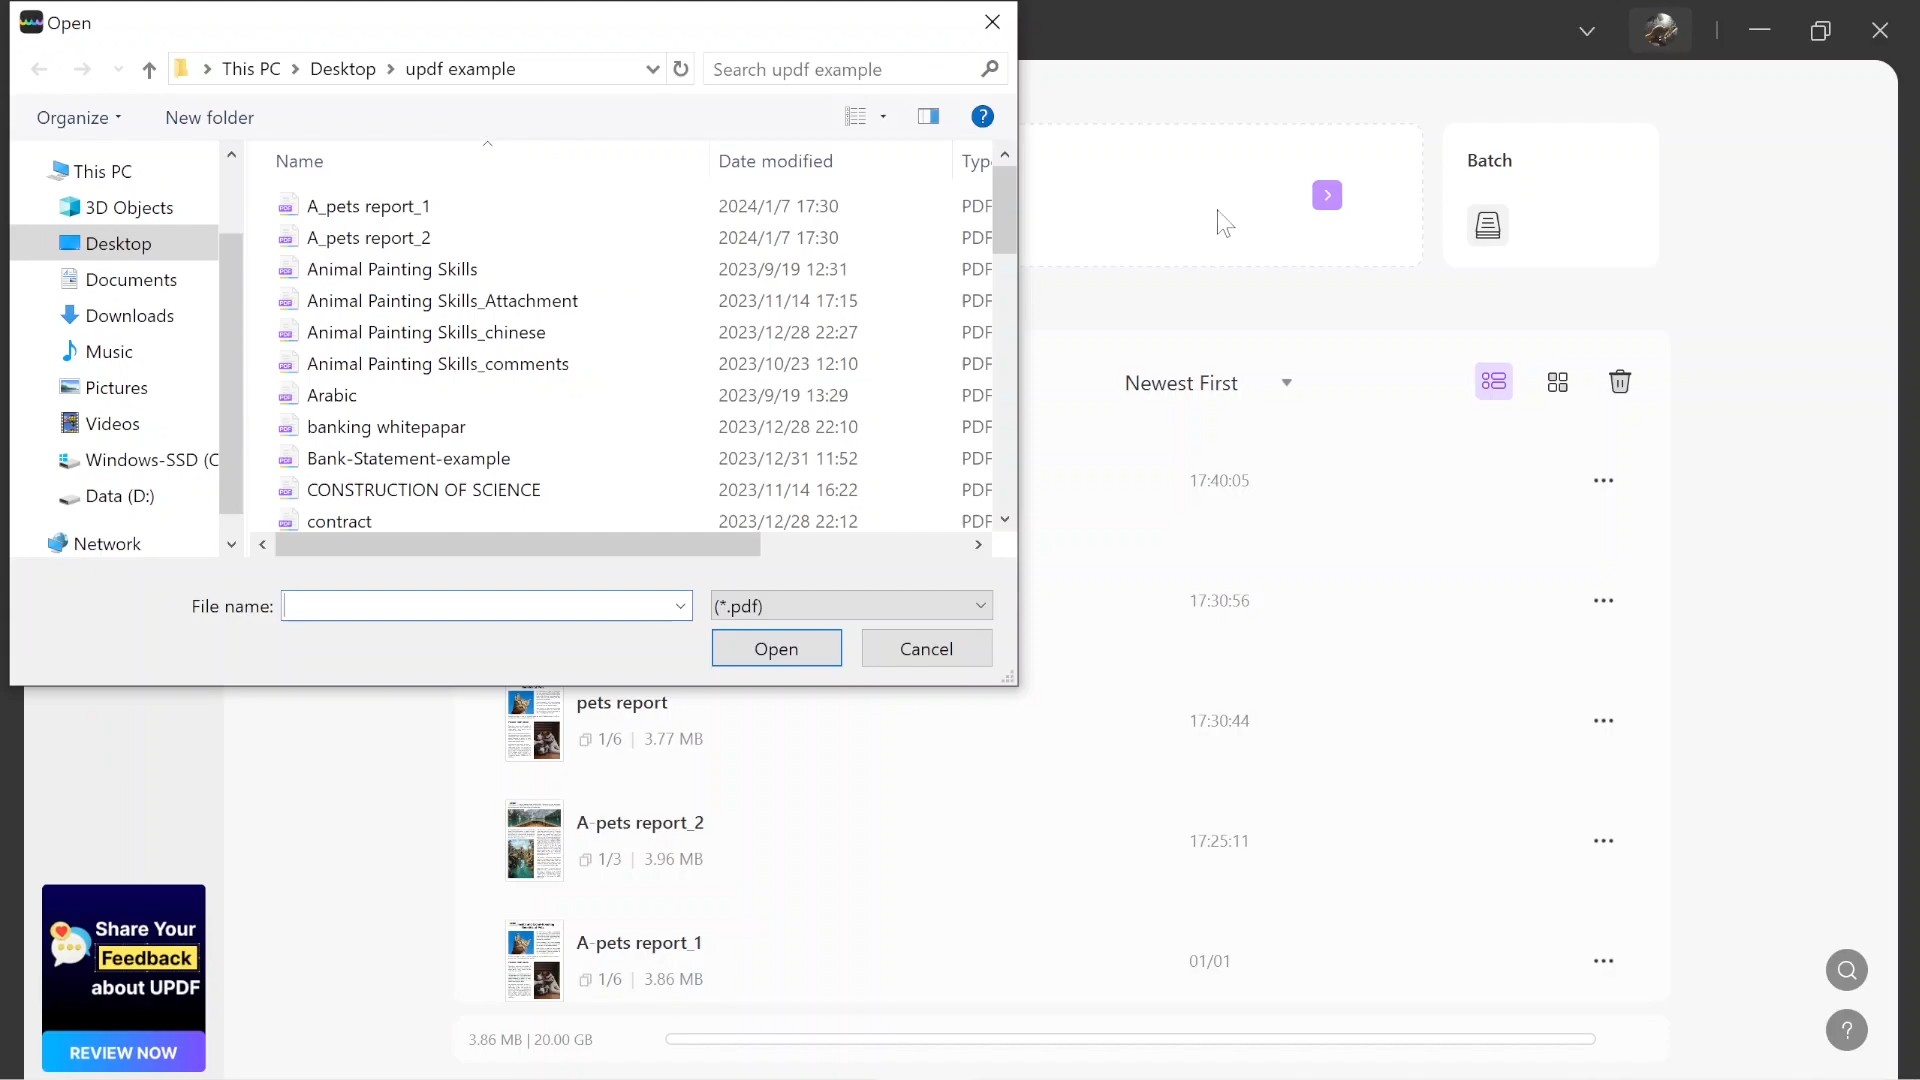 Open
This PC > Desktop > updf example
Search updf example
Organize
New folder
This PC
3D Objects
Desktop
Documents
Downloads
Music
Pictures
Videos
Windows-SSD (C
Data (D:)
Network
Name Date modified Typ
A_pets report_1 2024/1/7 17:30 PDF
A_pets report_2 2024/1/7 17:30 PDF
Animal Painting Skills 2023/9/19 12:31 PDF
Animal Painting Skills_Attachment 2023/11/14 17:15 PDF
Animal Painting Skills_chinese 2023/12/28 22:27 PDF
Animal Painting Skills_comments 2023/10/23 12:10 PDF
Arabic 2023/9/19 13:29 PDF
banking whitepapar 2023/12/28 22:10 PDF
Bank-Statement-example 2023/12/31 11:52 PDF
CONSTRUCTION OF SCIENCE 2023/11/14 16:22 PDF
contract 2023/12/28 22:12 PDF
File name: (*.pdf)
Open Cancel
Batch
Newest First
17:40:05
17:30:56
pets report
1/6 | 3.77 MB
17:30:44
A-pets report_2
1/3 | 3.96 MB
17:25:11
A-pets report_1
1/6 | 3.86 MB
01/01
3.86 MB | 20.00 GB
Share Your
Feedback
about UPDF
REVIEW NOW